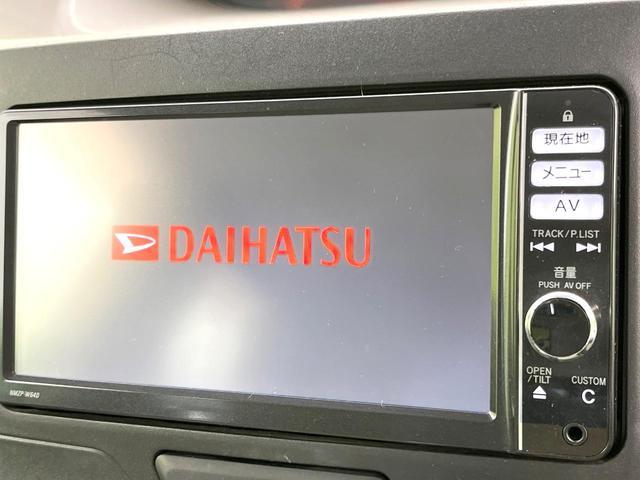 DAIHATSU
NMZP-W64D
現在地
メニュー
AV
TRACK/P.LIST
音量
PUSH AV OFF
OPEN
/TILT
CUSTOM
C